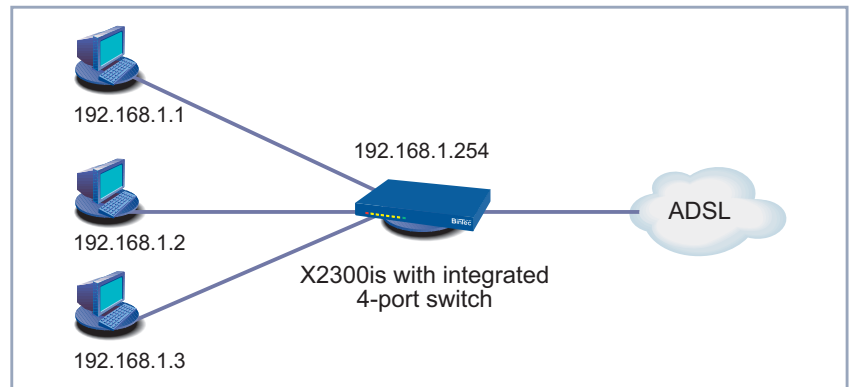 192.168.1.1
192.168.1.254
BinTec
ADSL
192.168.1.2
X2300is with integrated
4-port switch
192.168.1.3